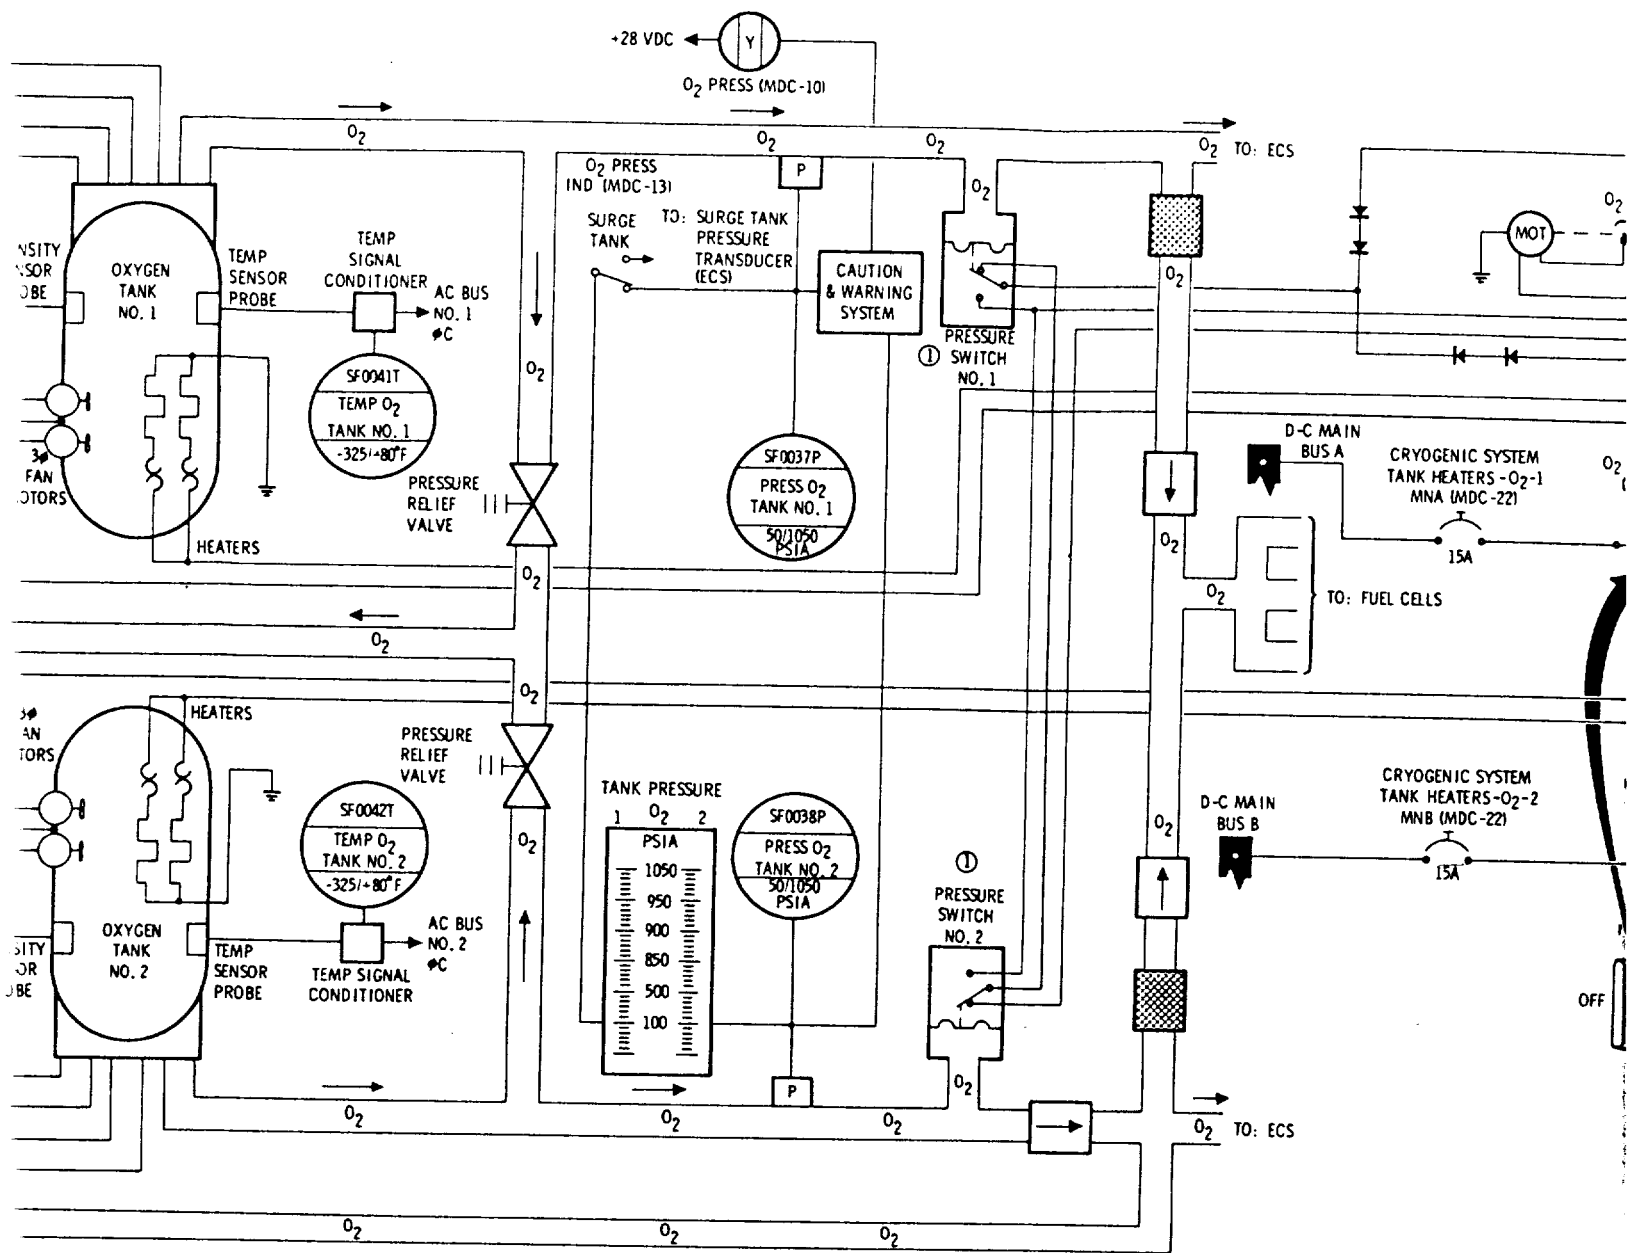 +28 VDC
Y
O2 PRESS (MDC-10)
O2
O2
O2
O2
TO: ECS
O2 PRESS
IND (MDC-13)
P
O2
SURGE
TANK
TO: SURGE TANK
PRESSURE
TRANSDUCER
(ECS)
CAUTION
& WARNING
SYSTEM
O2
MOT
O2
OXYGEN
TANK
NO. 1
TEMP
SENSOR
PROBE
TEMP
SIGNAL
CONDITIONER
AC BUS
NO. 1
φC
PRESSURE
SWITCH
NO. 1
1
O2
SF0041T
TEMP O2
TANK NO. 1
-325/+80°F
3φ
FAN
PRESSURE
RELIEF
VALVE
SF0037P
PRESS O2
TANK NO. 1
50/1050
PSIA
D-C MAIN
BUS A
CRYOGENIC SYSTEM
TANK HEATERS -O2-1
MNA (MDC-22)
15A
O2
HEATERS
O2
O2
O2
TO: FUEL CELLS
O2
O2
HEATERS
PRESSURE
RELIEF
VALVE
SF0042T
TEMP O2
TANK NO. 2
-325/+80°F
O2
TANK PRESSURE
1 O2 2
PSIA
1050
950
900
850
500
100
SF0038P
PRESS O2
TANK NO. 2
50/1050
PSIA
O2
D-C MAIN
BUS B
CRYOGENIC SYSTEM
TANK HEATERS-O2-2
MNB (MDC-22)
15A
1
PRESSURE
SWITCH
NO. 2
OXYGEN
TANK
NO. 2
TEMP
SENSOR
PROBE
TEMP SIGNAL
CONDITIONER
AC BUS
NO. 2
φC
OFF
P
O2
O2
O2
O2
O2
TO: ECS
O2
O2
O2